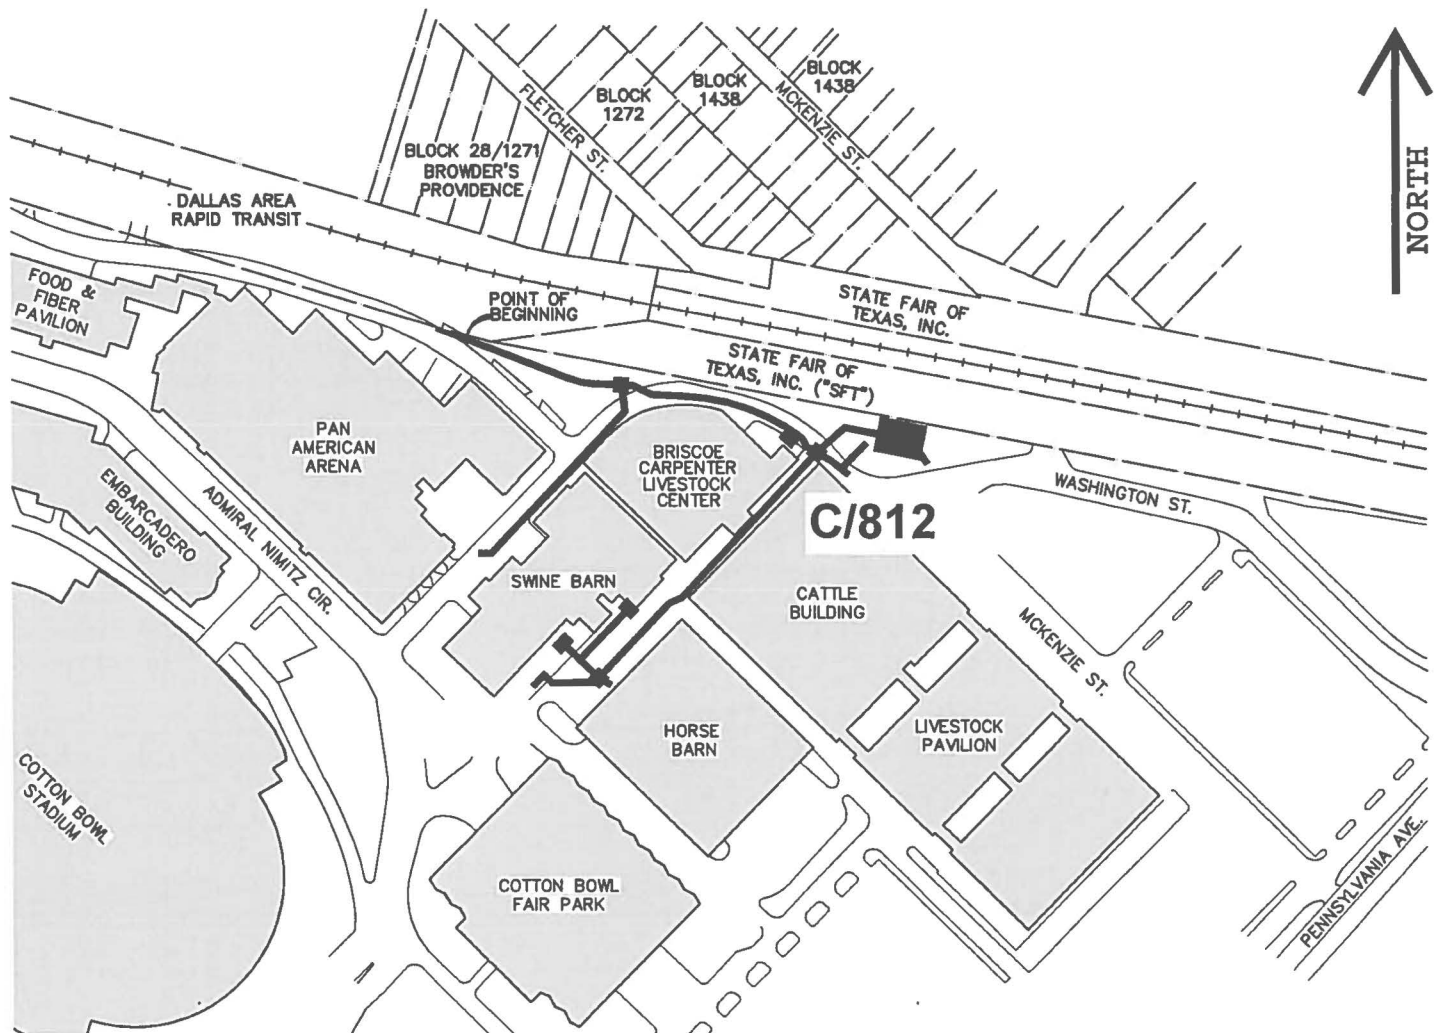 BLOCK
1438
BLOCK
1438
BLOCK
1272
FLETCHER ST.
MCKENZIE ST.
BLOCK 28/1271
BROWDER'S
PROVIDENCE
NORTH
DALLAS AREA
RAPID TRANSIT
FOOD &
FIBER
PAVILION
POINT OF
BEGINNING
STATE FAIR OF
TEXAS, INC.
STATE FAIR OF
TEXAS, INC. ("SFT")
PAN
AMERICAN
ARENA
BRISCOE
CARPENTER
LIVESTOCK
CENTER
WASHINGTON ST.
EMBARCADERO
BUILDING
ADMIRAL NIMITZ CIR.
C/812
SWINE BARN
CATTLE
BUILDING
MCKENZIE ST.
HORSE
BARN
LIVESTOCK
PAVILION
COTTON BOWL
STADIUM
COTTON BOWL
FAIR PARK
PENNSYLVANIA AVE.